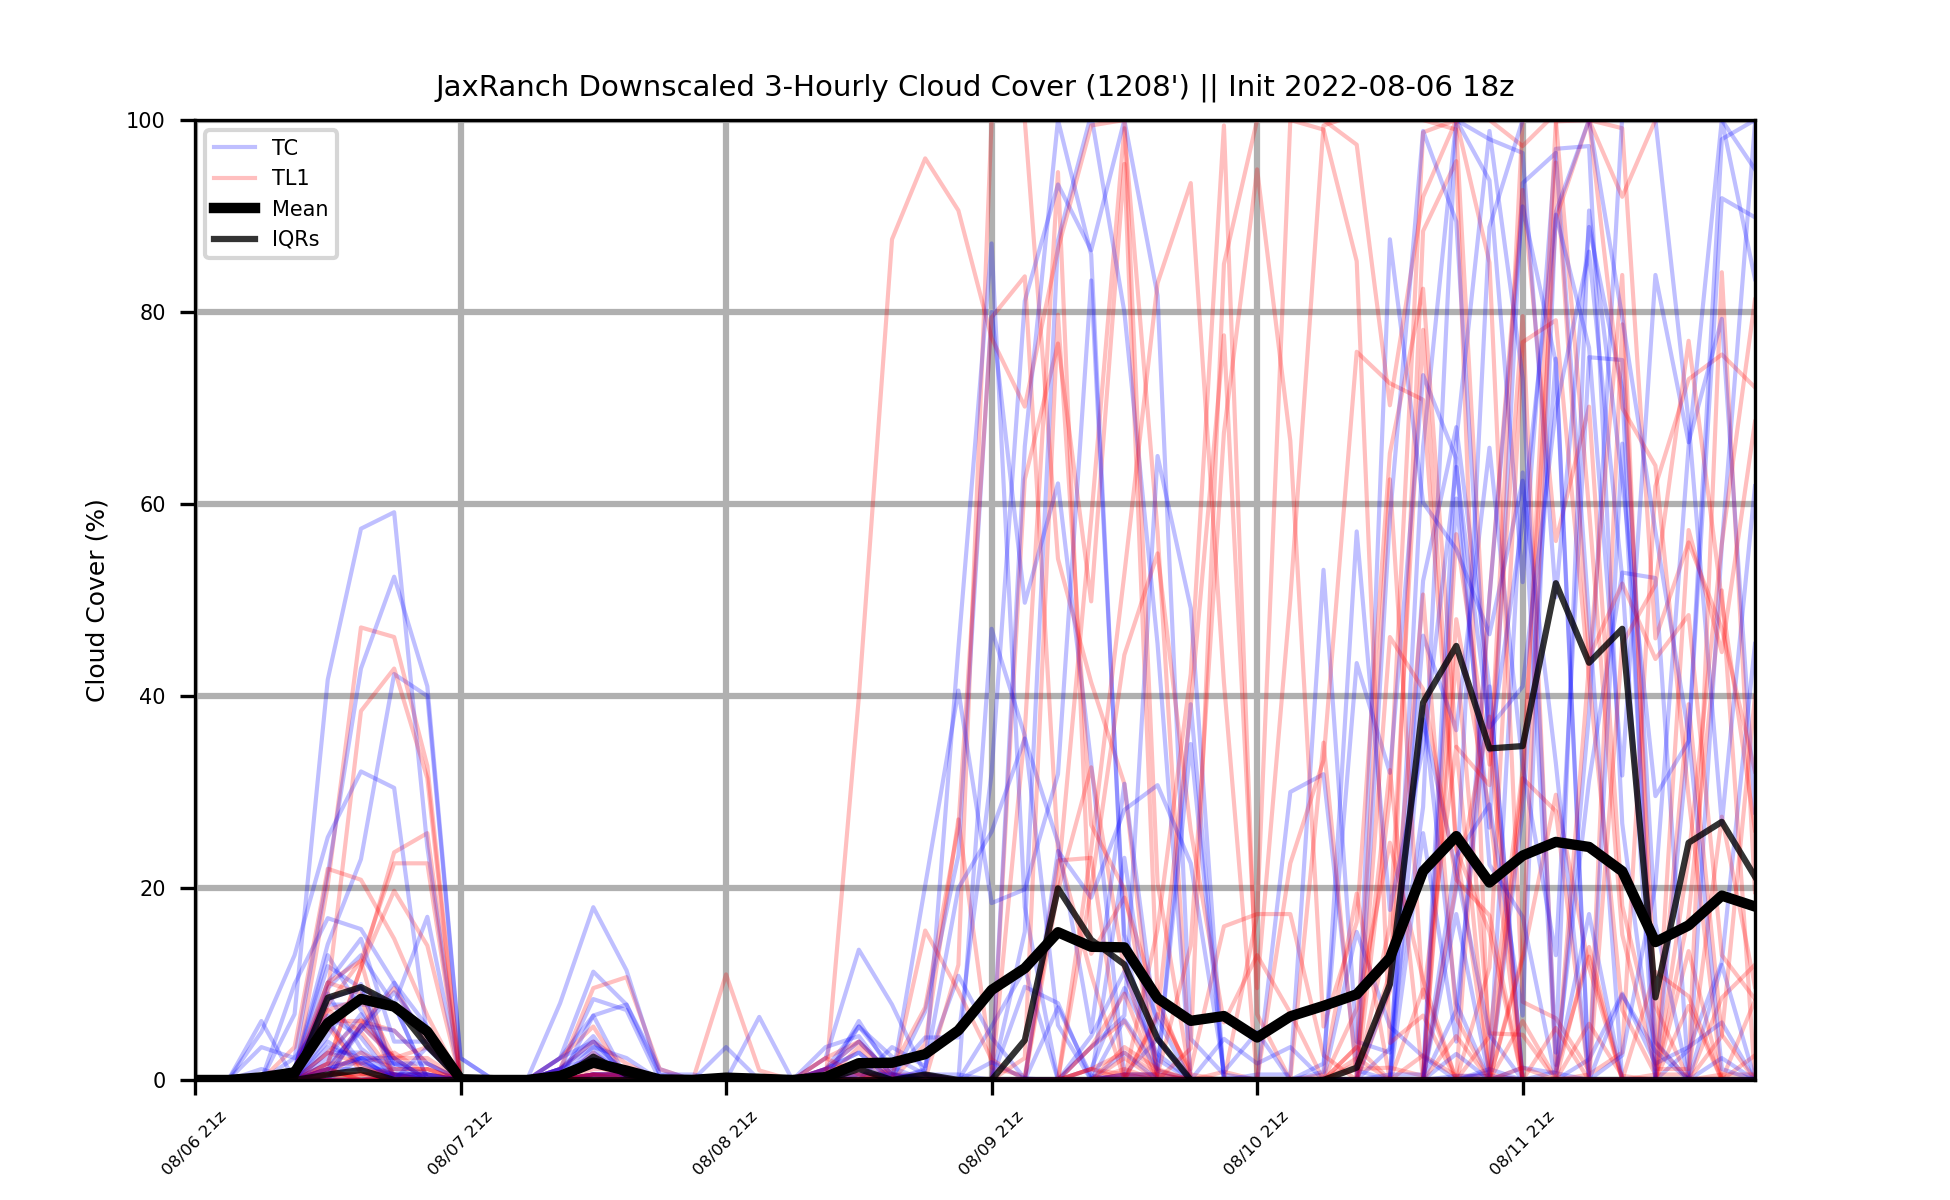 JaxRanch Downscaled 3-Hourly Cloud Cover (1208') || Init 2022-08-06 18z
100
80
60
40
20
0
Cloud Cover (%)
TC
TL1
Mean
IQRs
08/06 21z
08/07 21z
08/08 21z
08/09 21z
08/10 21z
08/11 21z